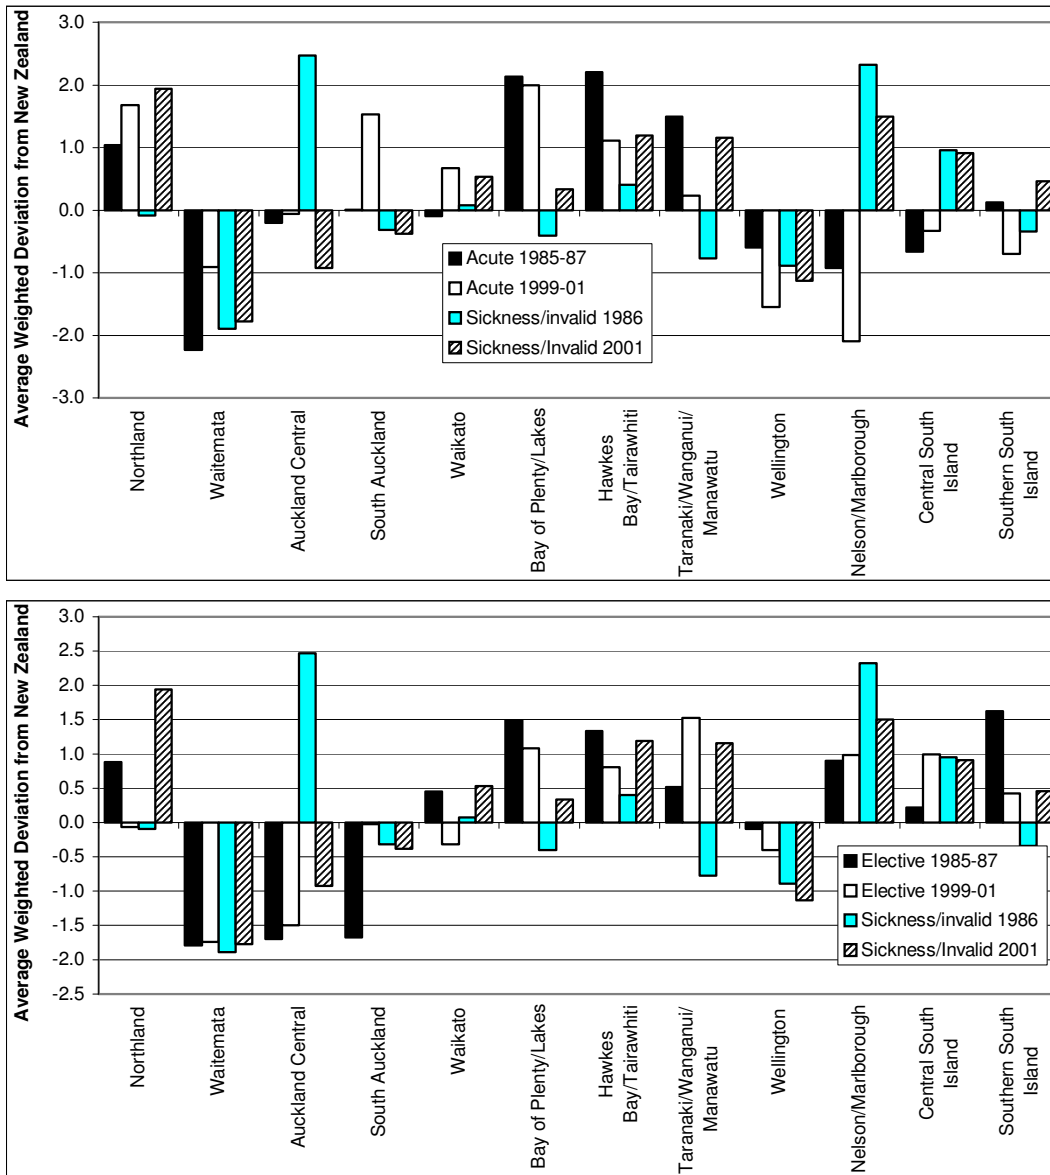 Average Weighted Deviation from New Zealand
3.0
2.0
1.0
0.0
-1.0
-2.0
-3.0
Acute 1985-87
Acute 1999-01
Sickness/invalid 1986
Sickness/Invalid 2001
Northland
Waitemata
Auckland Central
South Auckland
Waikato
Bay of Plenty/Lakes
Hawkes
Bay/Tairawhiti
Taranaki/Wanganui/
Manawatu
Wellington
Nelson/Marlborough
Central South
Island
Southern South
Island
Average Weighted Deviation from New Zealand
3.0
2.5
2.0
1.5
1.0
0.5
0.0
-0.5
-1.0
-1.5
-2.0
-2.5
Elective 1985-87
Elective 1999-01
Sickness/invalid 1986
Sickness/Invalid 2001
Northland
Waitemata
Auckland Central
South Auckland
Waikato
Bay of Plenty/Lakes
Hawkes
Bay/Tairawhiti
Taranaki/Wanganui/
Manawatu
Wellington
Nelson/Marlborough
Central South
Island
Southern South
Island